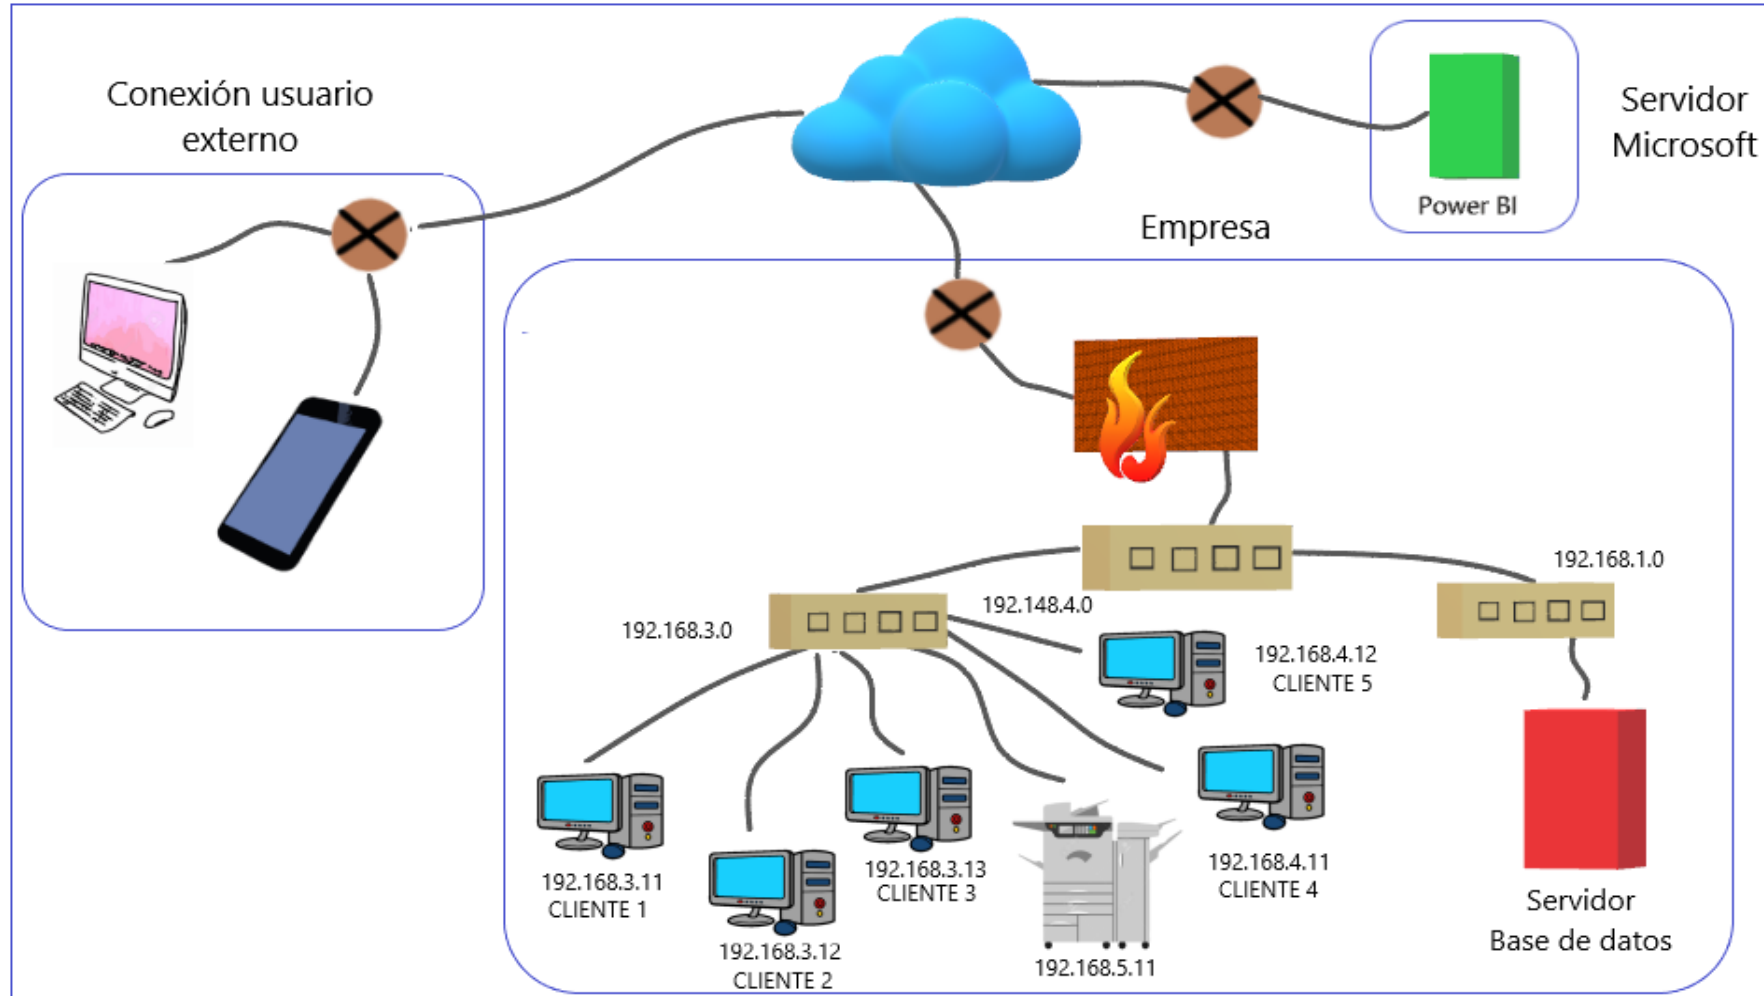 Conexión usuario
externo
Servidor
Microsoft
Power BI
Empresa
192.168.1.0
192.148.4.0
192.168.3.0
192.168.4.12
CLIENTE 5
192.168.3.11
CLIENTE 1
192.168.3.12
CLIENTE 2
192.168.3.13
CLIENTE 3
192.168.5.11
192.168.4.11
CLIENTE 4
Servidor
Base de datos